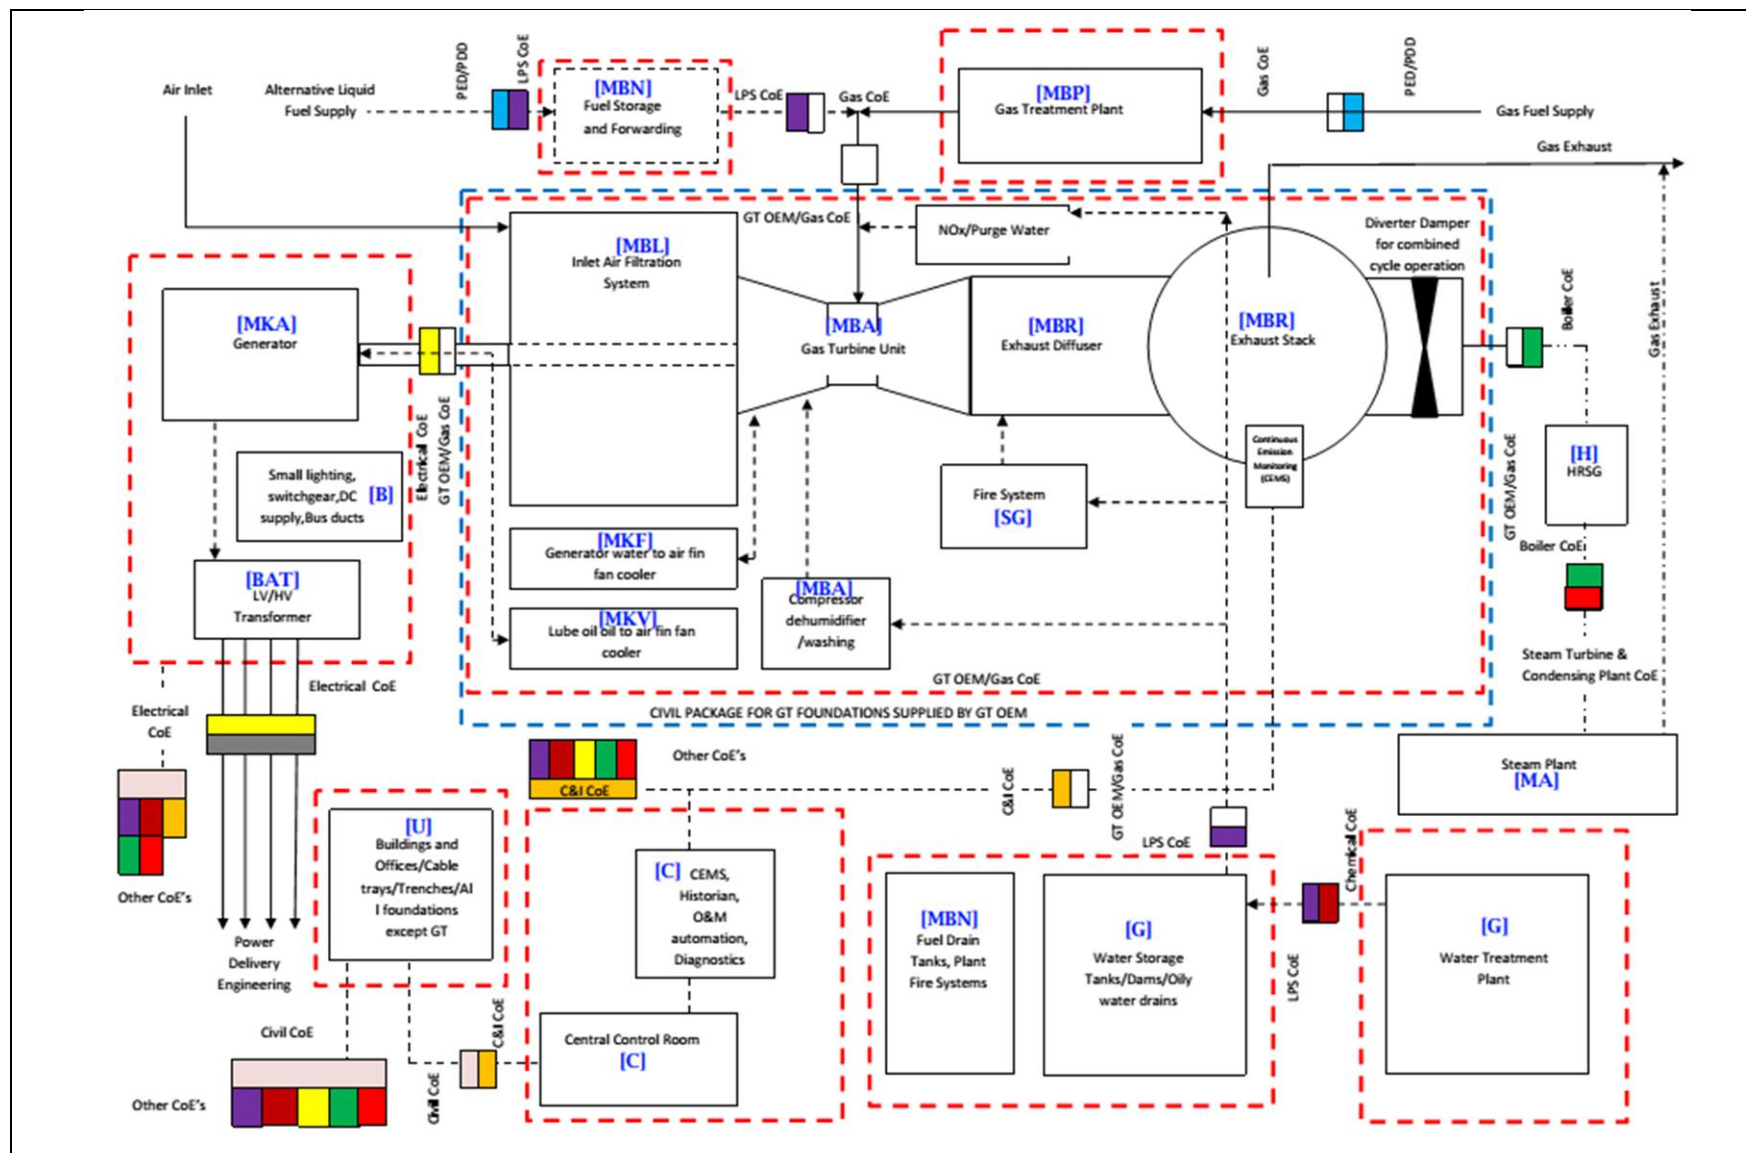 Air Inlet
Alternative Liquid
Fuel Supply
PED/PDD
LPS CoE
[MBN]
Fuel Storage
and Forwarding
LPS CoE
Gas CoE
[MBP]
Gas Treatment Plant
Gas CoE
PED/PDD
Gas Fuel Supply
Gas Exhaust
GT OEM/Gas CoE
NOx/Purge Water
Diverter Damper
for combined
cycle operation
[MBL]
Inlet Air Filtration
System
[MKA]
Generator
[MBA]
Gas Turbine Unit
[MBR]
Exhaust Diffuser
[MBR]
Exhaust Stack
Boiler CoE
Gas Exhaust
Electrical CoE
GT OEM/Gas CoE
Small lighting,
switchgear,DC
supply,Bus ducts
[B]
Continuous
Emission
Monitoring
(CEMS)
GT OEM/Gas CoE
[H]
HRSG
Fire System
[SG]
[MKF]
Generator water to air fin
fan cooler
Boiler CoE
[BAT]
LV/HV
Transformer
[MBA]
Compressor
dehumidifier
/washing
[MKV]
Lube oil oil to air fin fan
cooler
Steam Turbine &
Condensing Plant CoE
Electrical CoE
GT OEM/Gas CoE
Electrical
CoE
CIVIL PACKAGE FOR GT FOUNDATIONS SUPPLIED BY GT OEM
Other CoE's
C&I CoE
C&I CoE
GT OEM/Gas CoE
Steam Plant
[MA]
LPS CoE
Chemical CoE
[U]
Buildings and
Offices/Cable
trays/Trenches/Al
l foundations
except GT
[C]
CEMS,
Historian,
O&M
automation,
Diagnostics
Other CoE's
[MBN]
Fuel Drain
Tanks, Plant
Fire Systems
[G]
Water Storage
Tanks/Dams/Oily
water drains
LPS CoE
[G]
Water Treatment
Plant
Power
Delivery
Engineering
Civil CoE
C&I CoE
Central Control Room
[C]
Civil CoE
Other CoE's